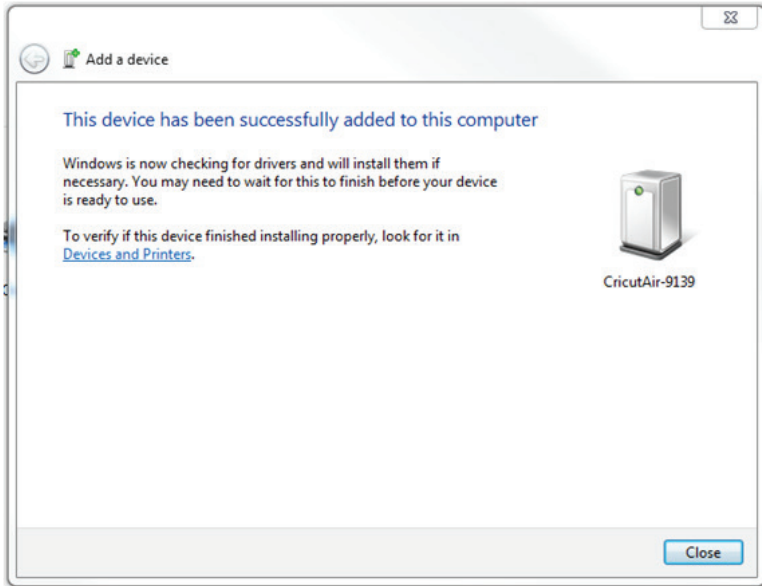 Add a device
This device has been successfully added to this computer
Windows is now checking for drivers and will install them if
necessary. You may need to wait for this to finish before your device
is ready to use.
To verify if this device finished installing properly, look for it in
Devices and Printers.
CricutAir-9139
Close